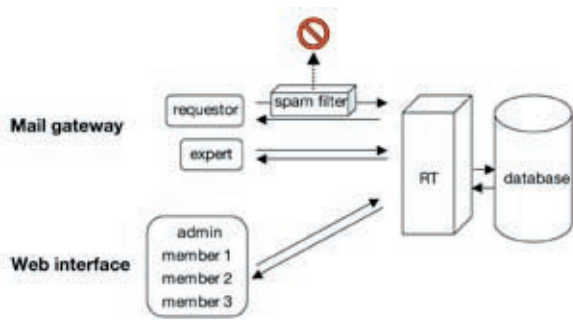 spam filter
requestor
Mail gateway
expert
RT
database
admin
member 1
Web interface
member 2
member 3